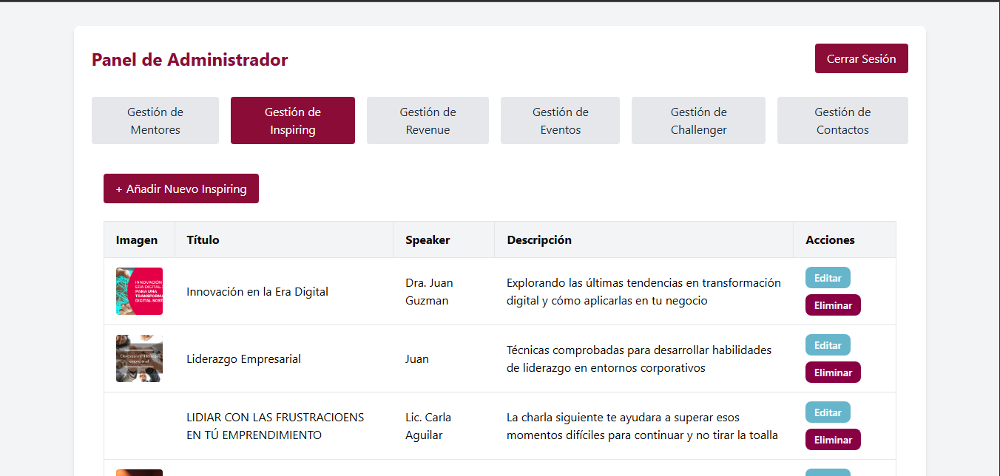 Panel de Administrador
Cerrar Sesión
Gestión de
Mentores
Gestión de
Inspiring
Gestión de
Revenue
Gestión de
Eventos
Gestión de
Challenger
Gestión de
Contactos
+ Añadir Nuevo Inspiring
Imagen
Título
Speaker
Descripción
Acciones
INNOVACIÓN
ERA DIGITAL
PARA UNA
TRANSFORMA
DIGITAL SOST
Innovación en la Era Digital
Dra. Juan
Guzman
Explorando las últimas tendencias en transformación
digital y cómo aplicarlas en tu negocio
Editar
Eliminar
empresarial
Liderazgo Empresarial
Juan
Técnicas comprobadas para desarrollar habilidades
de liderazgo en entornos corporativos
Editar
Eliminar
LIDIAR CON LAS FRUSTRACIOENS
EN TÚ EMPRENDIMIENTO
Lic. Carla
Aguilar
La charla siguiente te ayudara a superar esos
momentos difíciles para continuar y no tirar la toalla
Editar
Eliminar